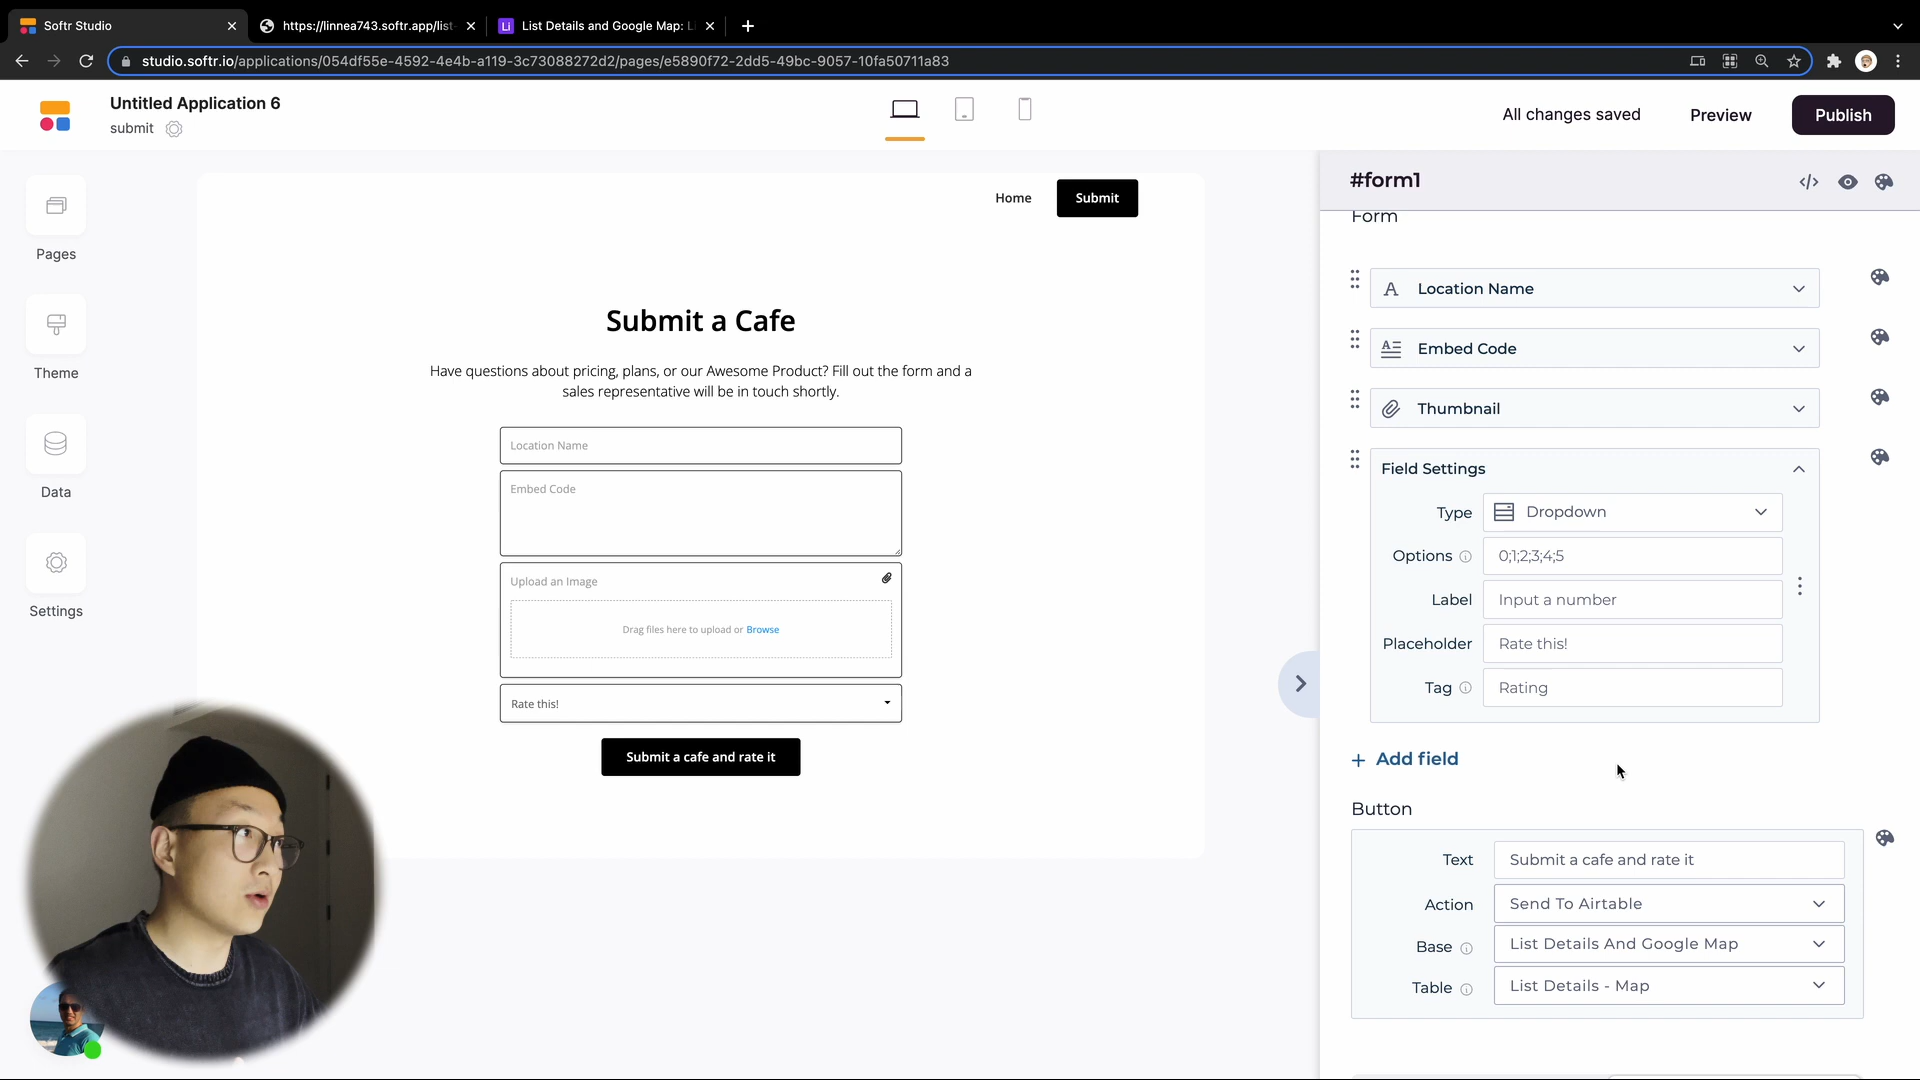 Softr Studio
https://linnea743.softr.app/list-
Li
List Details and Google Map: Li
studio.softr.io/applications/054df55e-4592-4e4b-a119-3c73088272d2/pages/e5890f72-2dd5-49bc-9057-10fa50711a83
Untitled Application 6
submit
All changes saved
Preview
Publish
Pages
Theme
Data
Settings
Home
Submit
Submit a Cafe
Have questions about pricing, plans, or our Awesome Product? Fill out the form and a
sales representative will be in touch shortly.
Location Name
Embed Code
Upload an Image
Drag files here to upload or Browse
Rate this!
Submit a cafe and rate it
#form1
Form
Location Name
Embed Code
Thumbnail
Field Settings
Type
Dropdown
Options
0;1;2;3;4;5
Label
Input a number
Placeholder
Rate this!
Tag
Rating
+ Add field
Button
Text
Submit a cafe and rate it
Action
Send To Airtable
Base
List Details And Google Map
Table
List Details - Map